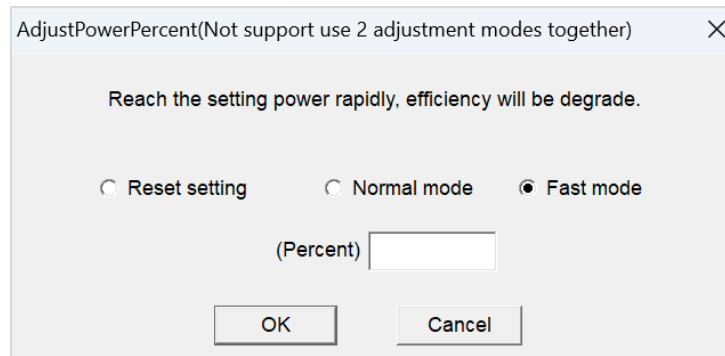 AdjustPowerPercent(Not support use 2 adjustment modes together)
Reach the setting power rapidly, efficiency will be degrade.
Reset setting Normal mode Fast mode
(Percent)
OK Cancel